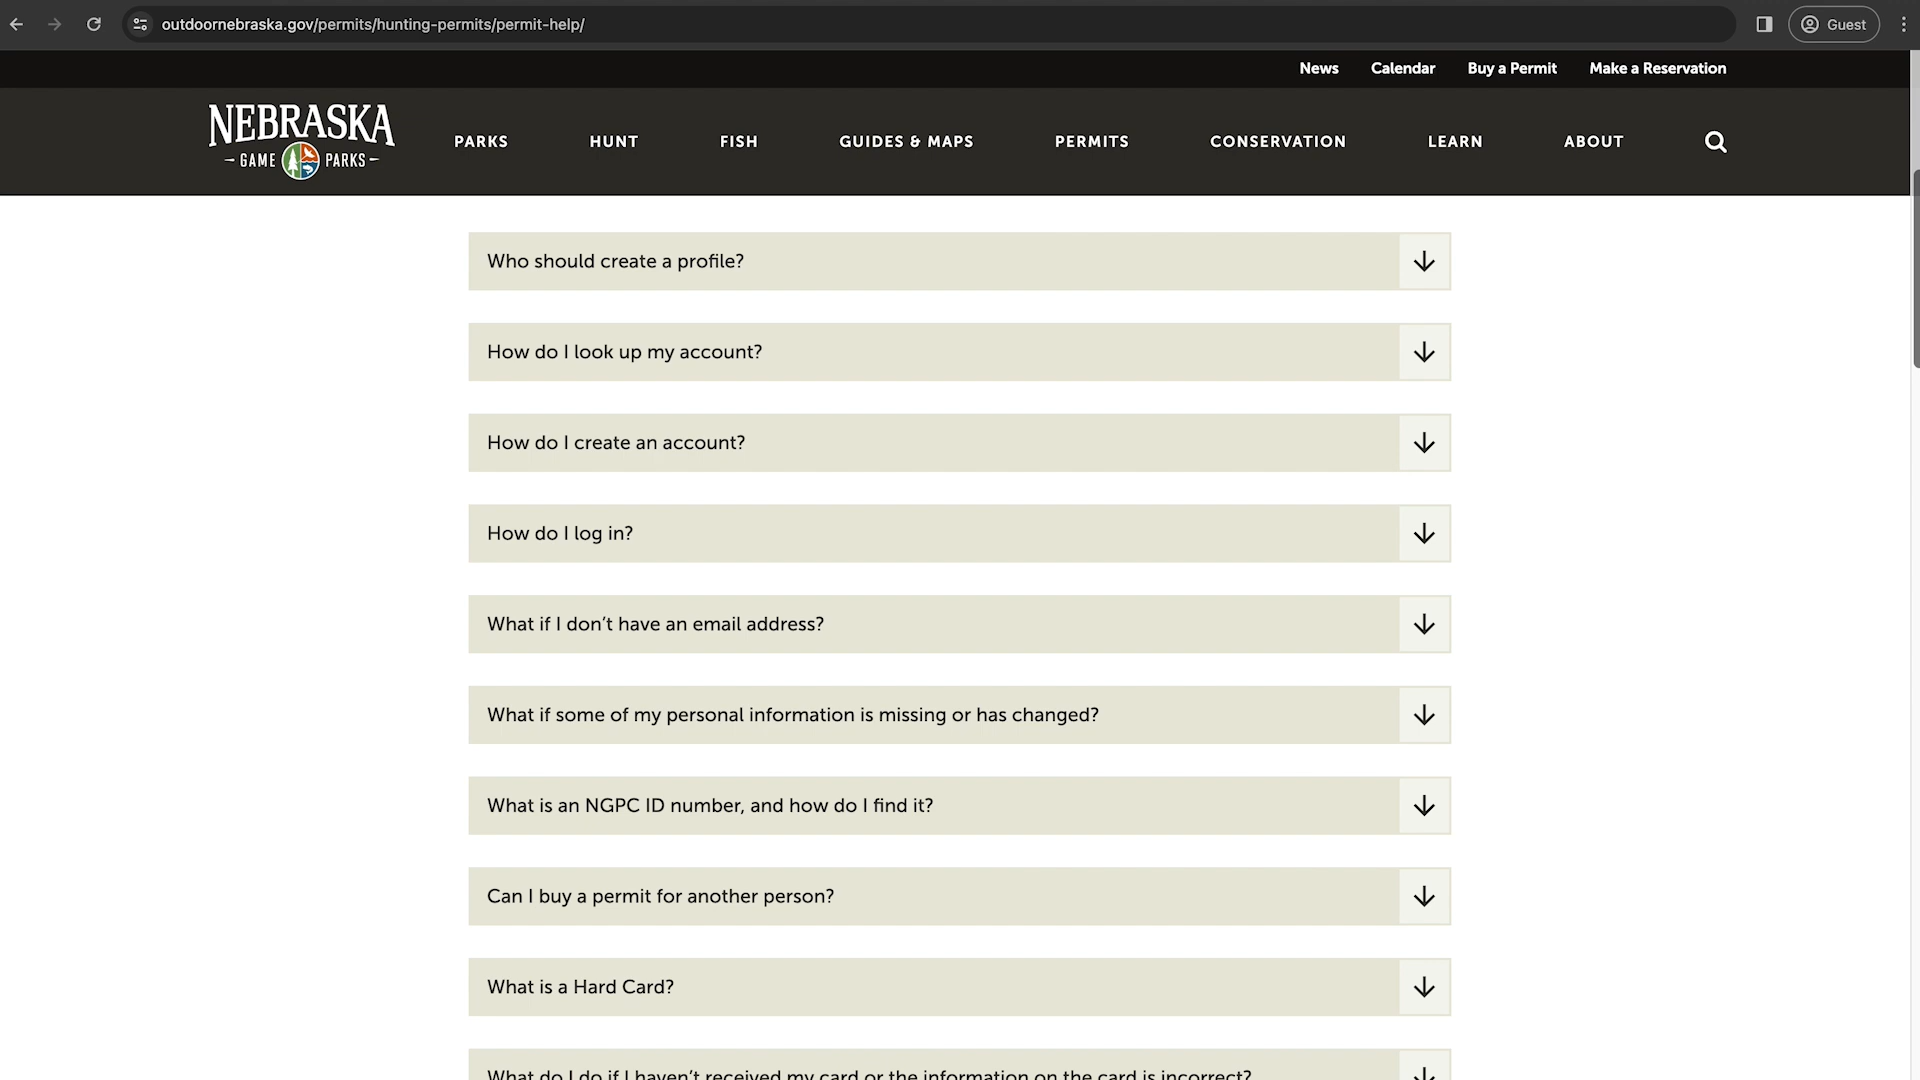 outdoornebraska.gov/permits/hunting-permits/permit-help/
Guest
News Calendar Buy a Permit Make a Reservation
NEBRASKA
GAME PARKS
PARKS HUNT FISH GUIDES & MAPS PERMITS CONSERVATION LEARN ABOUT
Who should create a profile?
How do I look up my account?
How do I create an account?
How do I log in?
What if I don’t have an email address?
What if some of my personal information is missing or has changed?
What is an NGPC ID number, and how do I find it?
Can I buy a permit for another person?
What is a Hard Card?
What do I do if I haven’t received my card or the information on the card is incorrect?